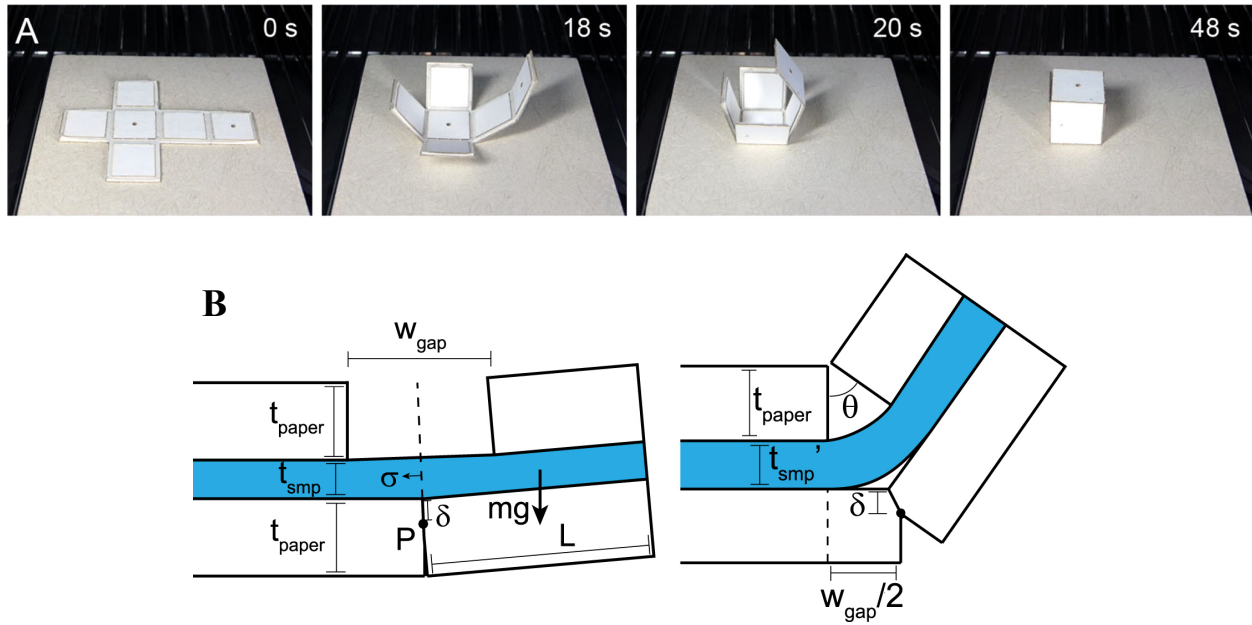 A
0 s
18 s
20 s
48 s
B
w_gap
t_paper
t_smp
t_paper
σ
δ
P
mg
L
t_paper
θ
t_smp’
δ
w_gap/2